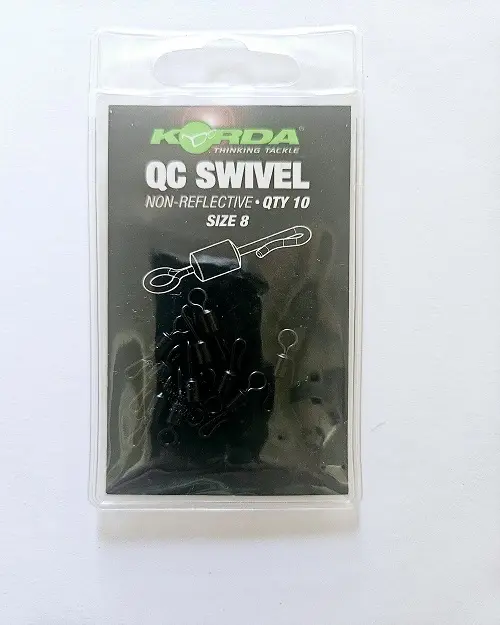 KORDA
THINKING TACKLE
QC SWIVEL
NON-REFLECTIVE • QTY 10
SIZE 8